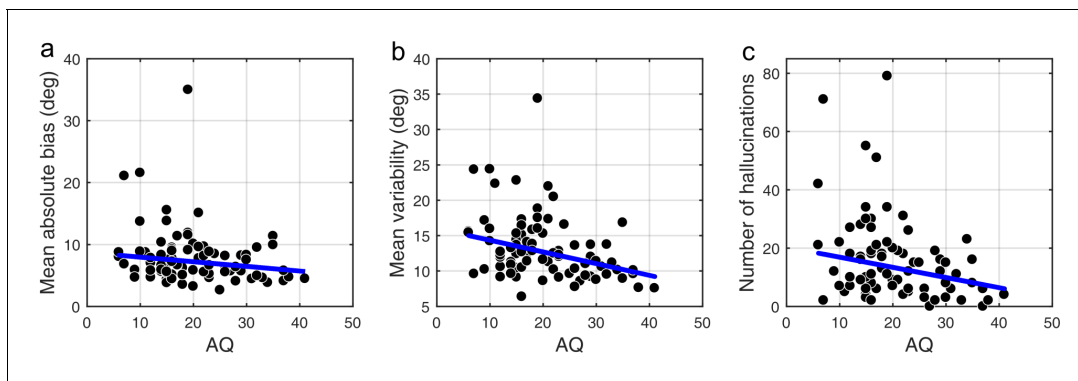 a
Mean absolute bias (deg)
40
30
20
10
0
0 10 20 30 40 50
AQ
b
Mean variability (deg)
40
35
30
25
20
15
10
5
0 10 20 30 40 50
AQ
c
Number of hallucinations
80
60
40
20
0
0 10 20 30 40 50
AQ